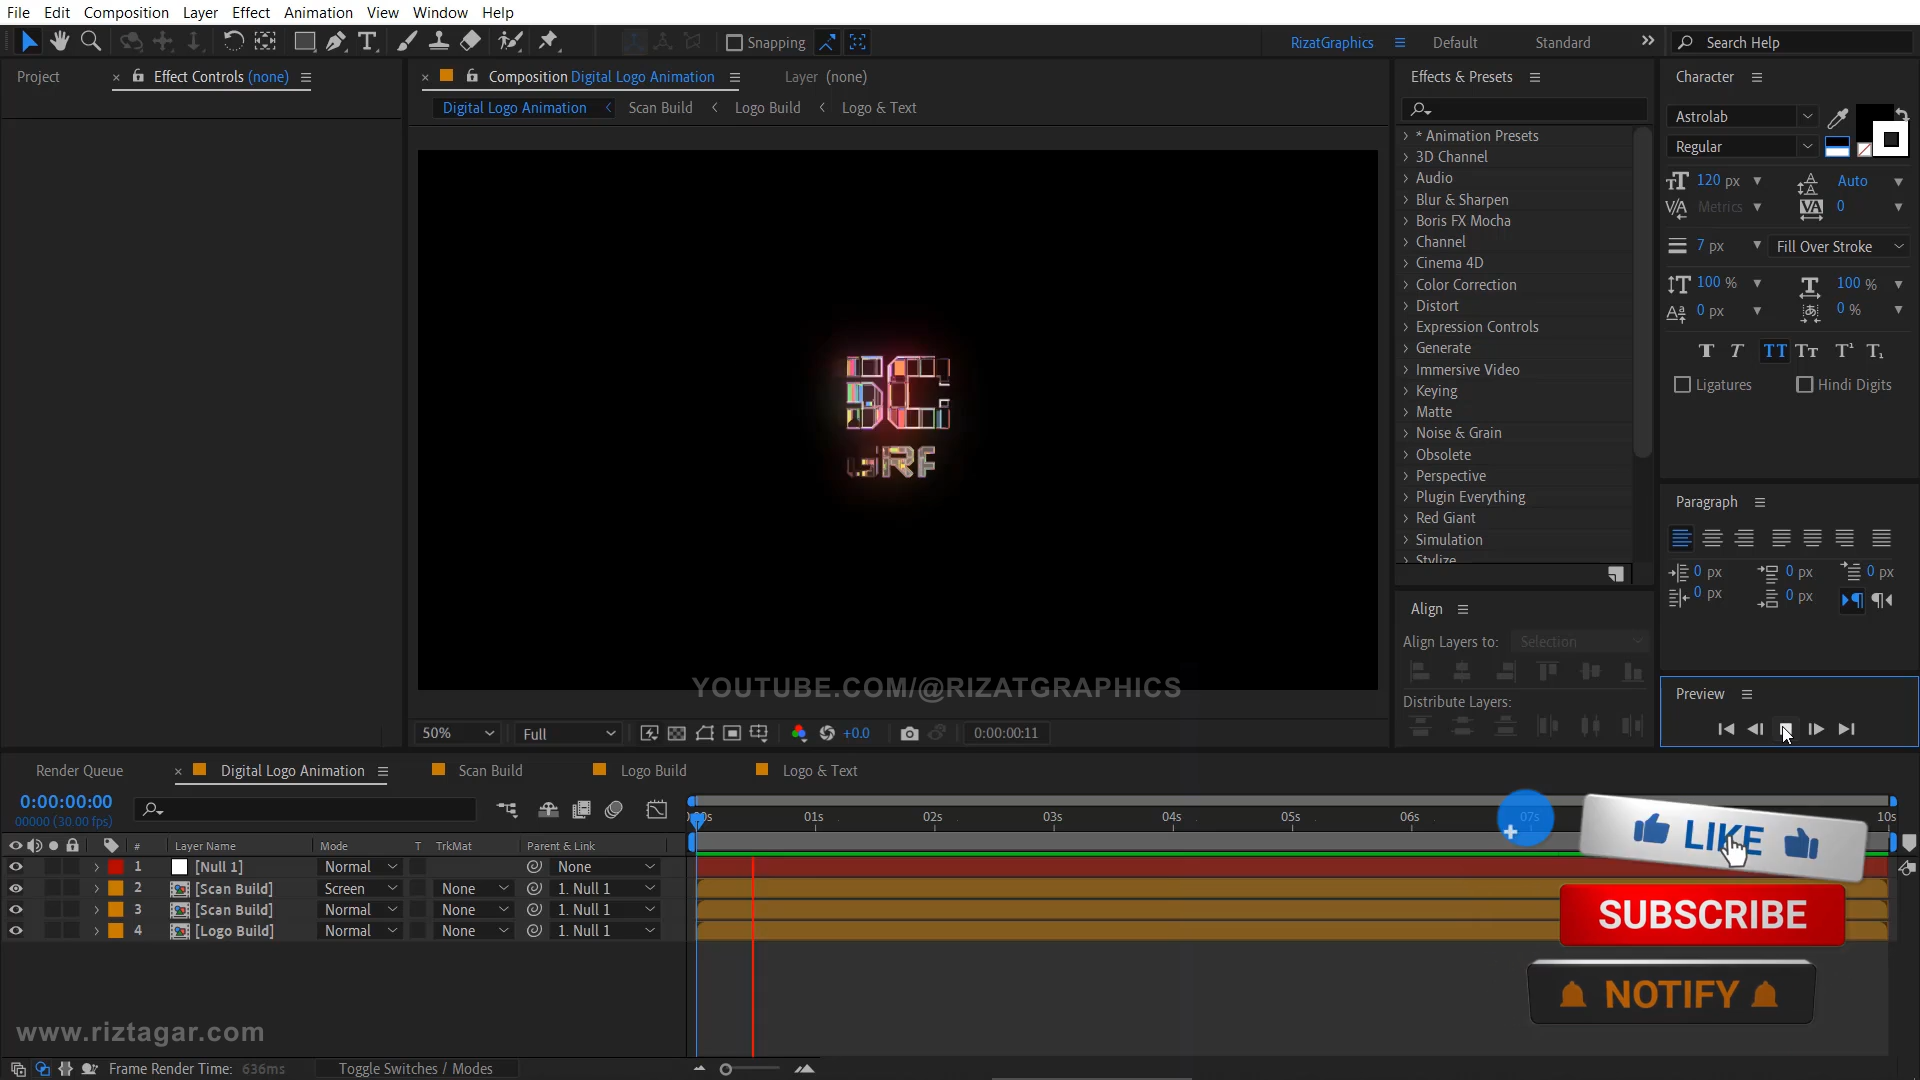 File Edit Composition Layer Effect Animation View Window Help
Snapping RizatGraphics Default Standard Search Help
Project Effect Controls (none) Composition Digital Logo Animation Layer (none) Effects & Presets Character
Digital Logo Animation Scan Build Logo Build Logo & Text
Astrolab
Regular
* Animation Presets
3D Channel
Audio
Blur & Sharpen
Boris FX Mocha
Channel
Cinema 4D
Color Correction
Distort
Expression Controls
Generate
Immersive Video
Keying
Matte
Noise & Grain
Obsolete
Perspective
Plugin Everything
Red Giant
Simulation
Stylize
120 px Auto
Metrics 0
7 px Fill Over Stroke
100 % 100 %
0 px 0 %
Ligatures Hindi Digits
Paragraph
0 px 0 px 0 px
0 px 0 px
Align
Align Layers to: Selection
Distribute Layers:
Preview
YOUTUBE.COM/@RIZATGRAPHICS
50% Full +0.0 0:00:00:11
Render Queue Digital Logo Animation Scan Build Logo Build Logo & Text
0:00:00:00
00000 (30.00 fps)
01s 02s 03s 04s 05s 06s 07s 10s
# Layer Name Mode T TrkMat Parent & Link
1 [Null 1] Normal None
2 [Scan Build] Screen None 1. Null 1
3 [Scan Build] Normal None 1. Null 1
4 [Logo Build] Normal None 1. Null 1
LIKE
SUBSCRIBE
NOTIFY
www.riztagar.com
Frame Render Time: 636ms Toggle Switches / Modes